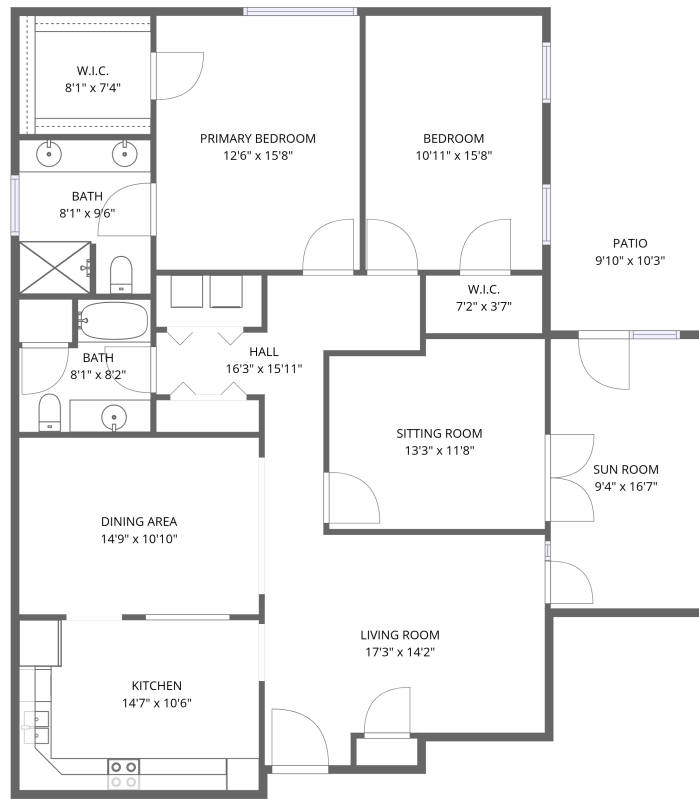 W.I.C.
8'1" x 7'4"
PRIMARY BEDROOM
12'6" x 15'8"
BEDROOM
10'11" x 15'8"
BATH
8'1" x 9'6"
PATIO
9'10" x 10'3"
W.I.C.
7'2" x 3'7"
HALL
16'3" x 15'11"
BATH
8'1" x 8'2"
SITTING ROOM
13'3" x 11'8"
SUN ROOM
9'4" x 16'7"
DINING AREA
14'9" x 10'10"
LIVING ROOM
17'3" x 14'2"
KITCHEN
14'7" x 10'6"